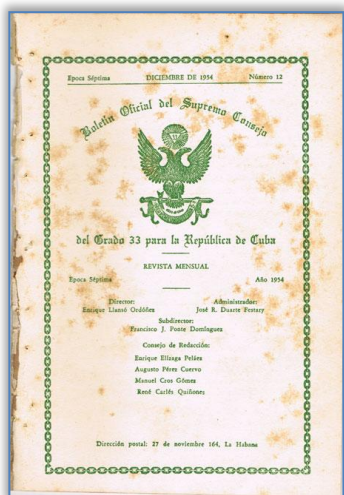 Epoca Séptima DICIEMBRE DE 1954 Número 12
Boletín Oficial del Supremo Consejo
del Grado 33 para la República de Cuba
REVISTA MENSUAL
Epoca Séptima Año 1954
Director: Administrador:
Enrique Llansó Ordóñez José R. Duarte
Subdirector:
Francisco J. Ponte Domínguez
Consejo de Redacción:
Enrique Elizaga Peláez
Augusto Pérez Cuervo
Manuel Cros Gómez
René Carlés Quiñones
Dirección postal: 27 de noviembre 164, La Habana